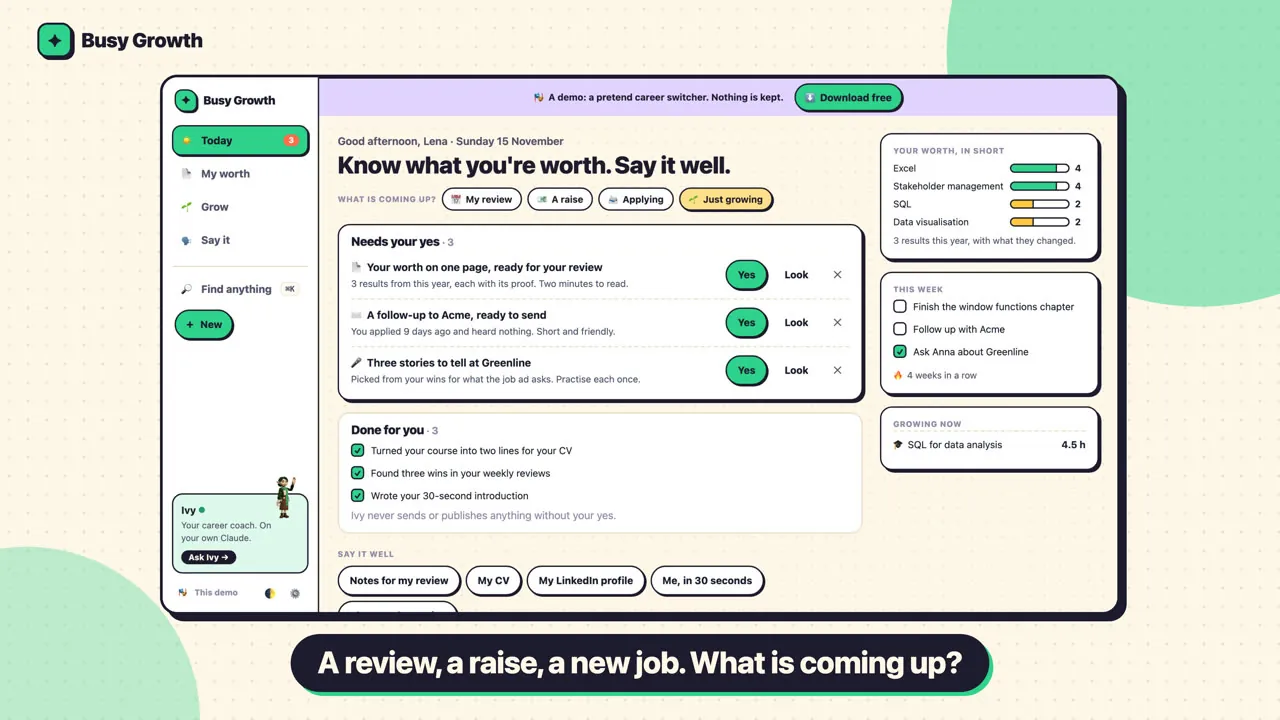 Busy Growth
Busy Growth
Today 3
My worth
Grow
Say it
Find anything ⌘K
+ New
Ivy
Your career coach. On
your own Claude.
Ask Ivy →
This demo
A demo: a pretend career switcher. Nothing is kept.
Download free
Good afternoon, Lena · Sunday 15 November
Know what you're worth. Say it well.
WHAT IS COMING UP?
My review
A raise
Applying
Just growing
Needs your yes · 3
Your worth on one page, ready for your review
3 results from this year, each with its proof. Two minutes to read.
Yes Look ×
A follow-up to Acme, ready to send
You applied 9 days ago and heard nothing. Short and friendly.
Yes Look ×
Three stories to tell at Greenline
Picked from your wins for what the job ad asks. Practise each once.
Yes Look ×
Done for you · 3
Turned your course into two lines for your CV
Found three wins in your weekly reviews
Wrote your 30-second introduction
Ivy never sends or publishes anything without your yes.
SAY IT WELL
Notes for my review
My CV
My LinkedIn profile
Me, in 30 seconds
YOUR WORTH, IN SHORT
Excel 4
Stakeholder management 4
SQL 2
Data visualisation 2
3 results this year, with what they changed.
THIS WEEK
Finish the window functions chapter
Follow up with Acme
Ask Anna about Greenline
4 weeks in a row
GROWING NOW
SQL for data analysis 4.5 h
A review, a raise, a new job. What is coming up?